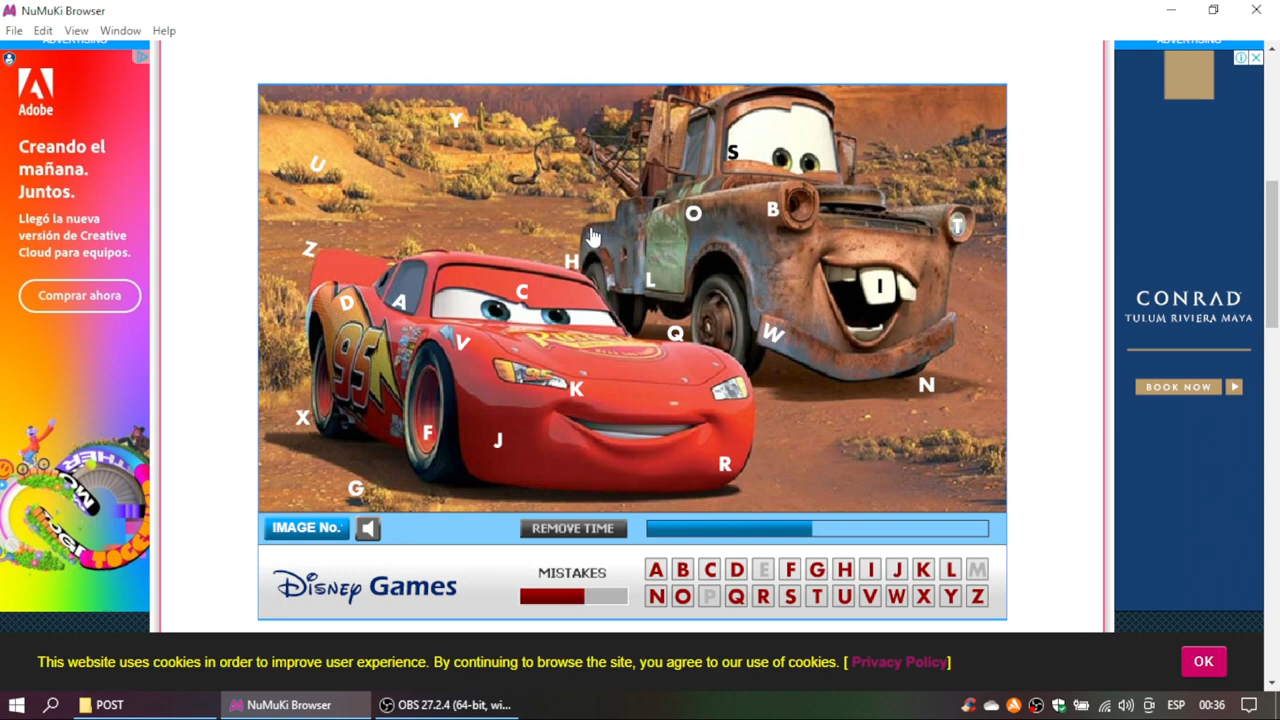 NuMuKi Browser
File Edit View Window Help
Adobe
Creando el
mañana.
Juntos.
Llegó la nueva
versión de Creative
Cloud para equipos.
Comprar ahora
Y
S
U
B
O
T
Z
H
L
I
C
D
A
Q
W
V
N
K
X
F
J
R
G
95
95
IMAGE No.
REMOVE TIME
Disney Games
MISTAKES
A B C D E F G H I J K L M
N O P Q R S T U V W X Y Z
CONRAD
TULUM RIVIERA MAYA
BOOK NOW
This website uses cookies in order to improve user experience. By continuing to browse the site, you agree to our use of cookies. [ Privacy Policy]
OK
POST
NuMuKi Browser
OBS 27.2.4 (64-bit, wi...
ESP
00:36